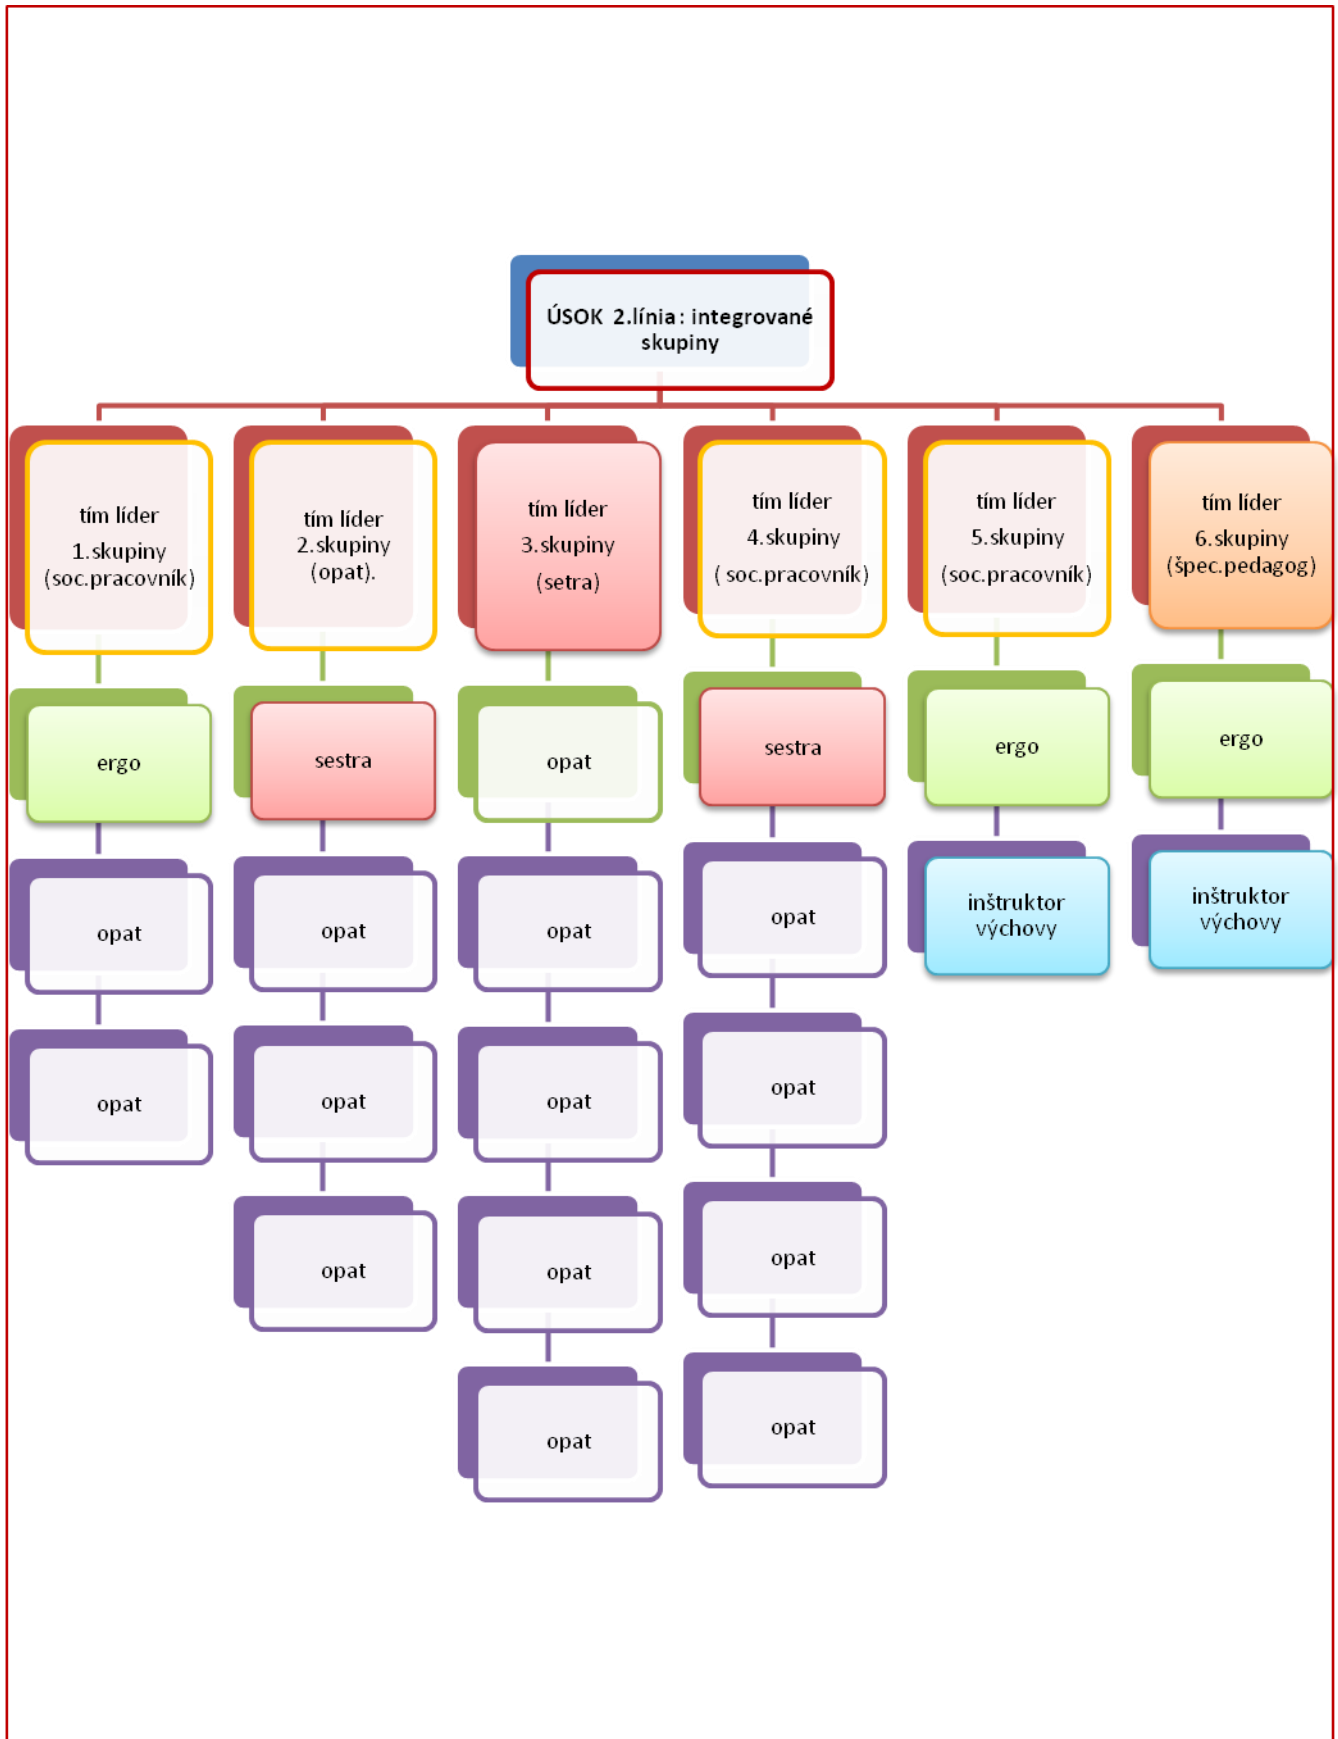 ÚSOK 2.línia: integrované
skupiny
tím líder
1.skupiny
(soc.pracovník)
tím líder
2.skupiny
(opat).
tím líder
3.skupiny
(setra)
tím líder
4.skupiny
( soc.pracovník)
tím líder
5.skupiny
(soc.pracovník)
tím líder
6.skupiny
(špec.pedagog)
ergo
sestra
opat
sestra
ergo
ergo
opat
opat
opat
opat
inštruktor
výchovy
inštruktor
výchovy
opat
opat
opat
opat
opat
opat
opat
opat
opat